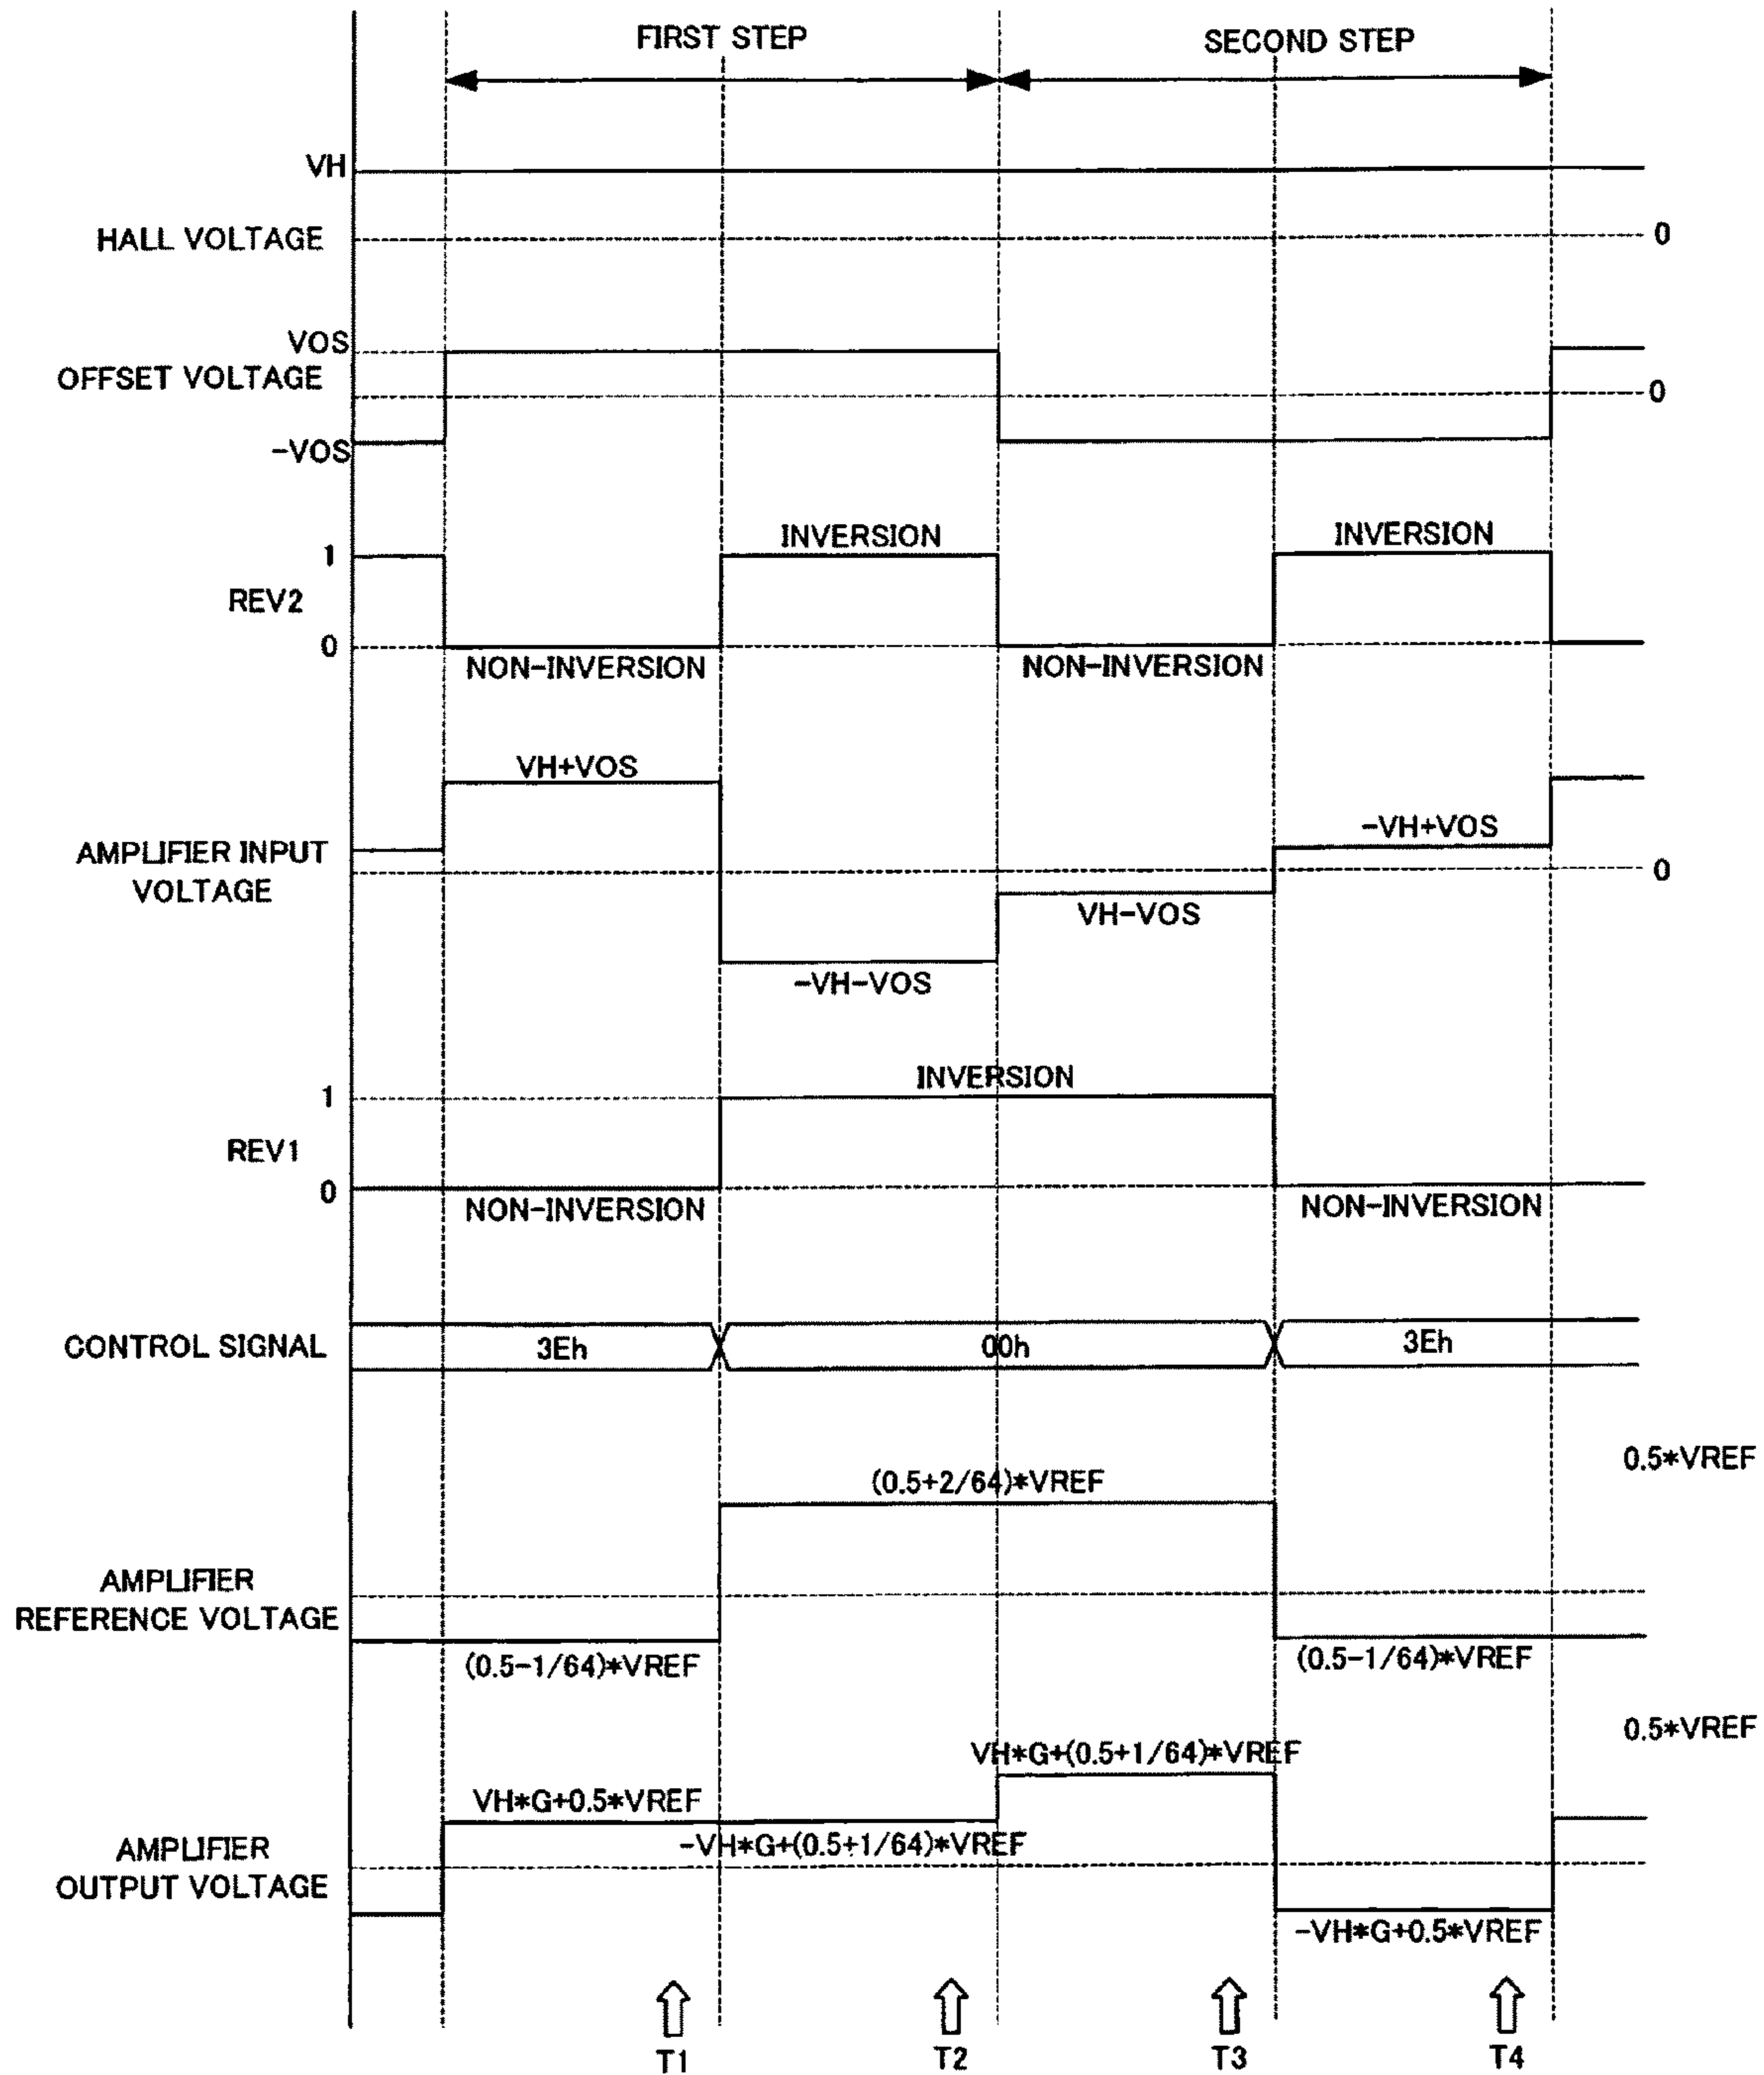 FIRST STEP
SECOND STEP
VH
HALL VOLTAGE
0
VOS
OFFSET VOLTAGE
0
-VOS
INVERSION
INVERSION
1
REV2
0
NON-INVERSION
NON-INVERSION
VH+VOS
-VH+VOS
AMPLIFIER INPUT
VOLTAGE
0
VH-VOS
-VH-VOS
INVERSION
1
REV1
0
NON-INVERSION
NON-INVERSION
CONTROL SIGNAL
3Eh
00h
3Eh
0.5*VREF
(0.5+2/64)*VREF
AMPLIFIER
REFERENCE VOLTAGE
(0.5-1/64)*VREF
(0.5-1/64)*VREF
0.5*VREF
VH*G+(0.5+1/64)*VREF
VH*G+0.5*VREF
-VH*G+(0.5+1/64)*VREF
AMPLIFIER
OUTPUT VOLTAGE
-VH*G+0.5*VREF
T1
T2
T3
T4